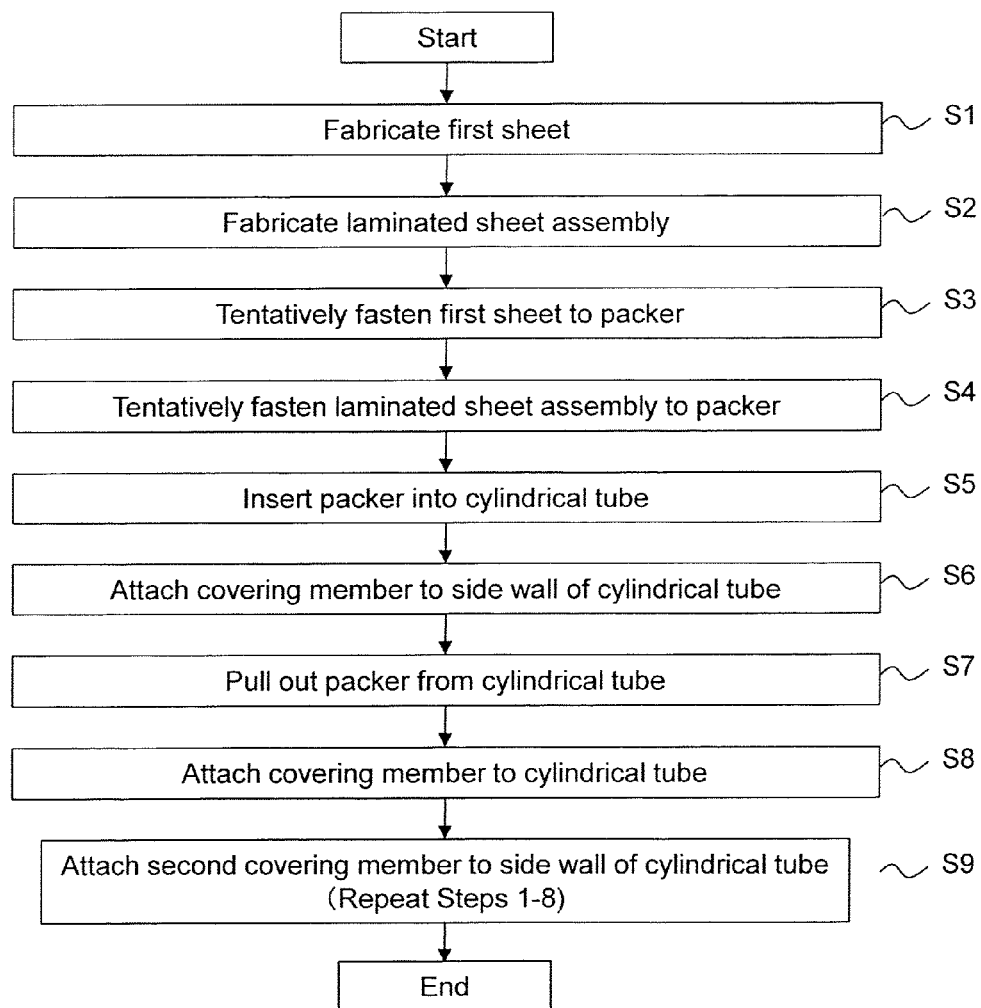 Start
Fabricate first sheet
S1
Fabricate laminated sheet assembly
S2
Tentatively fasten first sheet to packer
S3
Tentatively fasten laminated sheet assembly to packer
S4
Insert packer into cylindrical tube
S5
Attach covering member to side wall of cylindrical tube
S6
Pull out packer from cylindrical tube
S7
Attach covering member to cylindrical tube
S8
Attach second covering member to side wall of cylindrical tube
(Repeat Steps 1-8)
S9
End